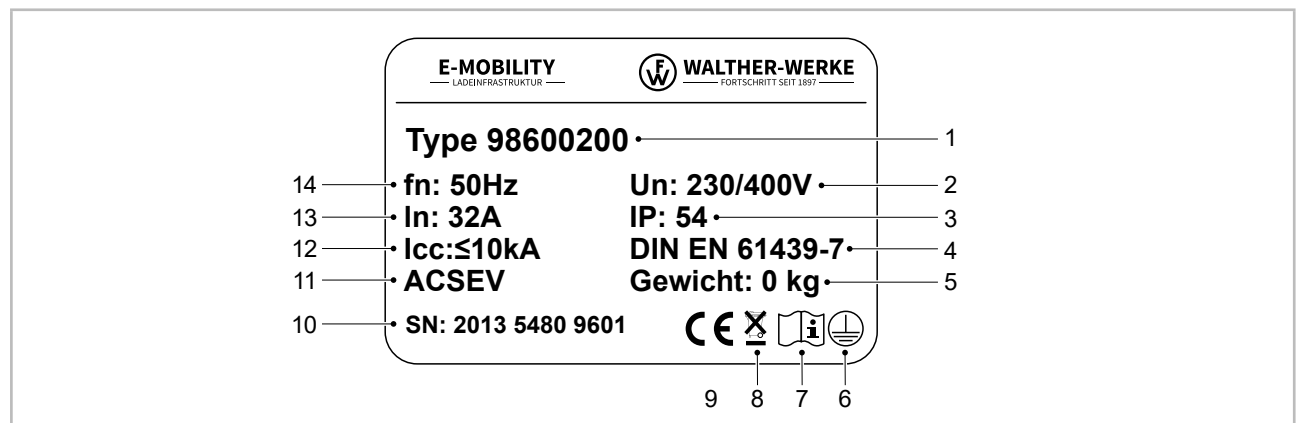 E-MOBILITY
LADEINFRASTRUKTUR
FW WALTHER-WERKE
FORTSCHRITT SEIT 1897
Type 98600200 1
14 fn: 50Hz Un: 230/400V 2
13 In: 32A IP: 54 3
12 Icc:≤10kA DIN EN 61439-7 4
11 ACSEV Gewicht: 0 kg 5
10 SN: 2013 5480 9601 CE i
9 8 7 6